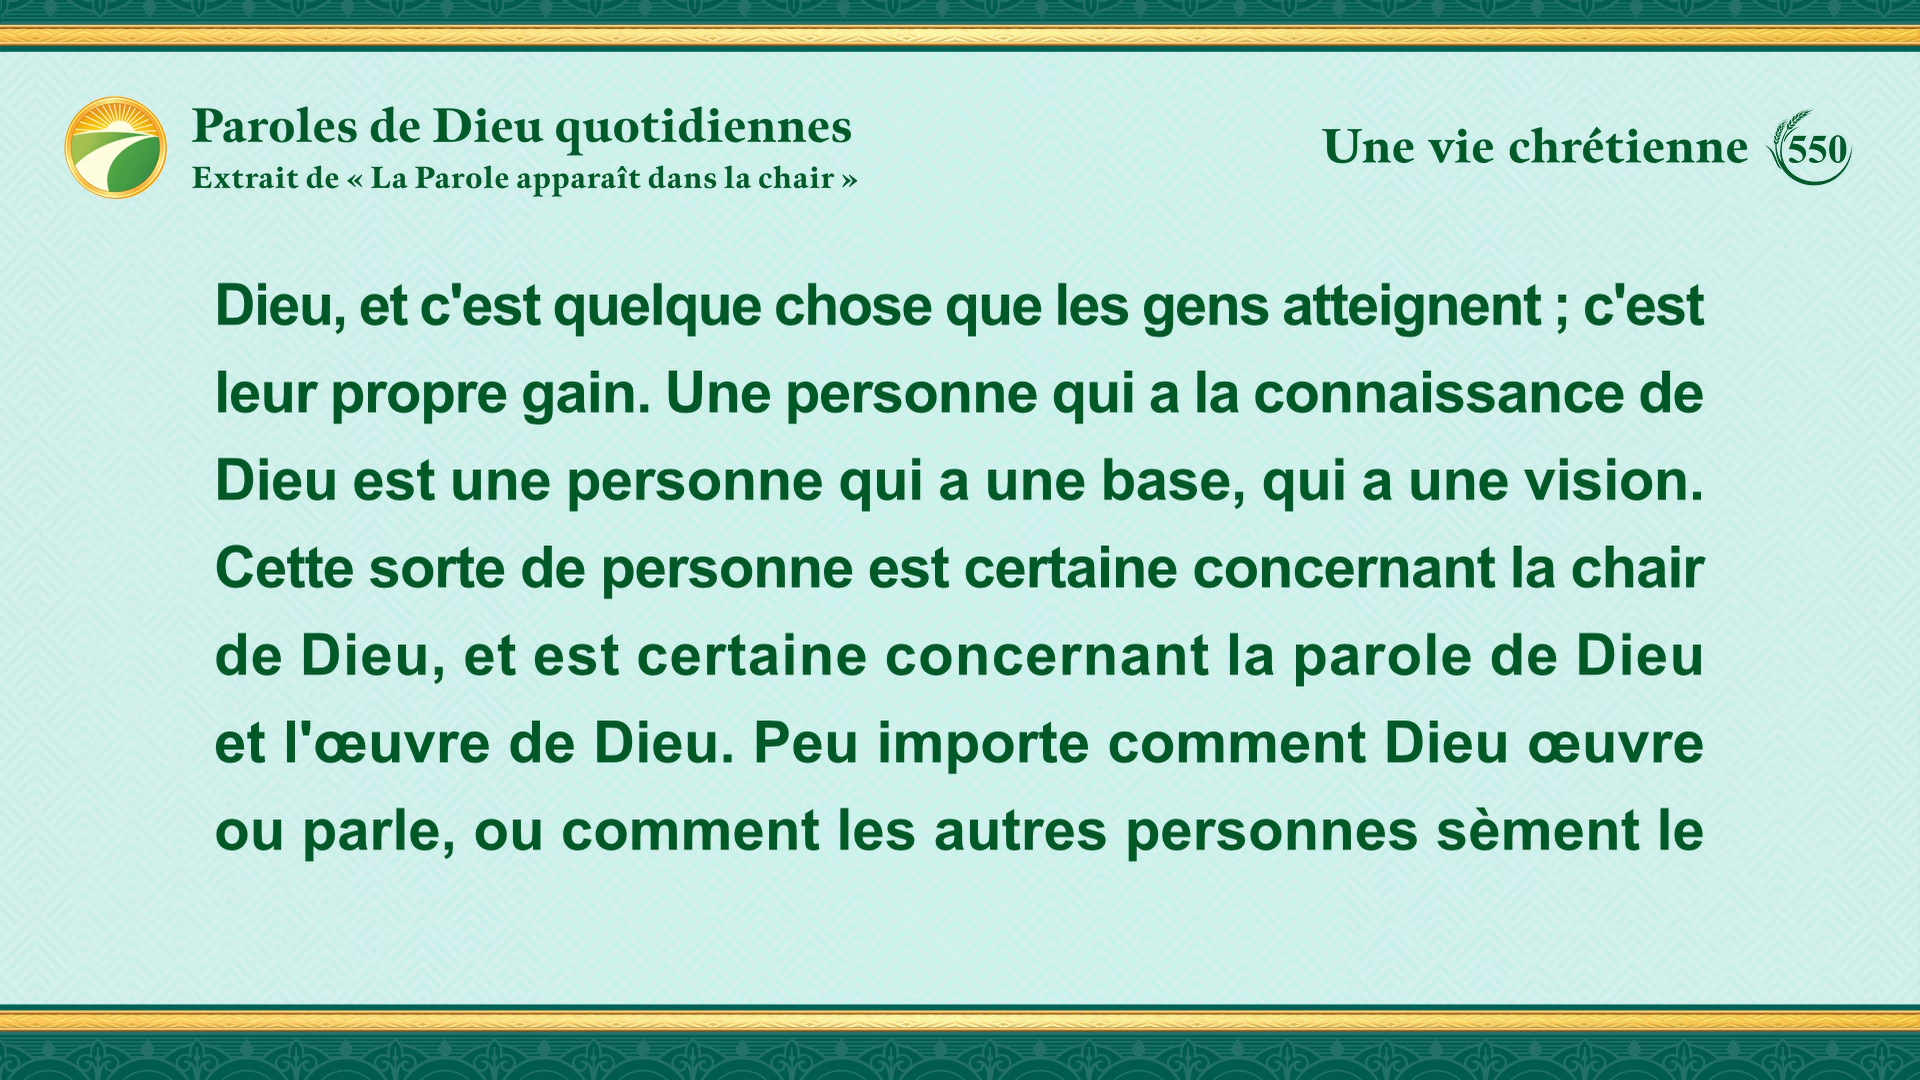 Paroles de Dieu quotidiennes
Extrait de « La Parole apparaît dans la chair »
Une vie chrétienne 550
Dieu, et c'est quelque chose que les gens atteignent ; c'est
leur propre gain. Une personne qui a la connaissance de
Dieu est une personne qui a une base, qui a une vision.
Cette sorte de personne est certaine concernant la chair
de Dieu, et est certaine concernant la parole de Dieu
et l'œuvre de Dieu. Peu importe comment Dieu œuvre
ou parle, ou comment les autres personnes sèment le